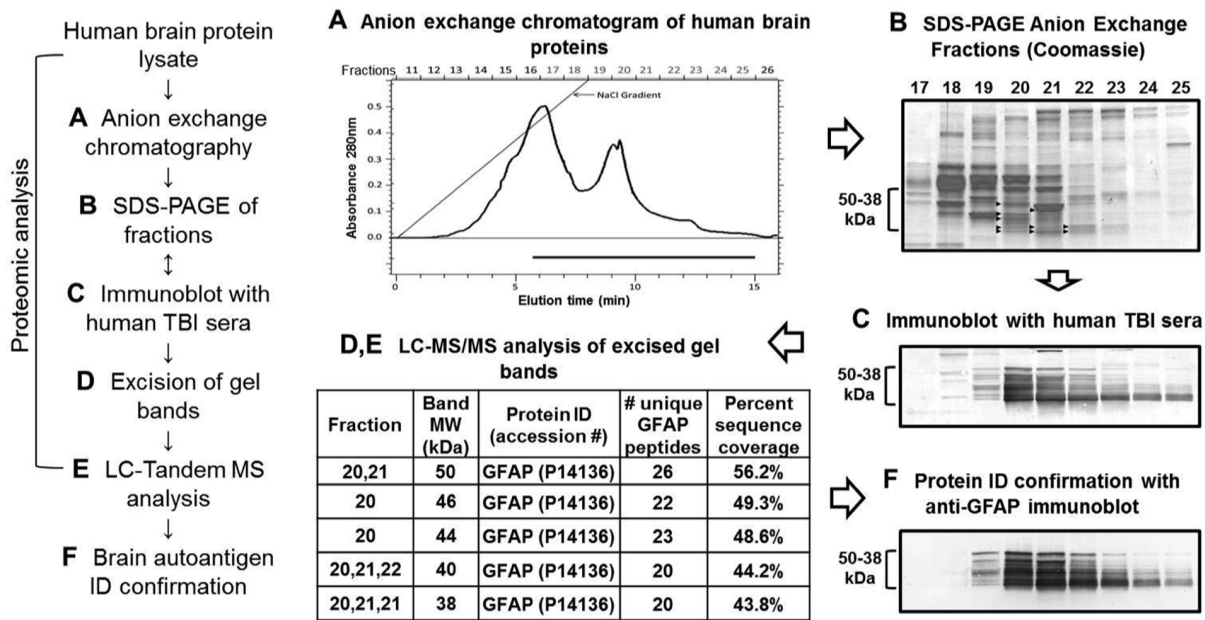 Human brain protein
lysate
Proteomic analysis
A Anion exchange
chromatography
B SDS-PAGE of
fractions
C Immunoblot with
human TBI sera
D Excision of gel
bands
E LC-Tandem MS
analysis
F Brain autoantigen
ID confirmation
A Anion exchange chromatogram of human brain
proteins
Fractions 11 12 13 14 15 16 17 18 19 20 21 22 23 24 25 26
NaCl Gradient
Absorbance 280nm
0.5
0.4
0.3
0.2
0.1
0.0
0 5 10 15
Elution time (min)
B SDS-PAGE Anion Exchange
Fractions (Coomassie)
17 18 19 20 21 22 23 24 25
50-38
kDa
C Immunoblot with human TBI sera
50-38
kDa
D,E LC-MS/MS analysis of excised gel
bands
Fraction Band MW (kDa) Protein ID (accession #) # unique GFAP peptides Percent sequence coverage
20,21 50 GFAP (P14136) 26 56.2%
20 46 GFAP (P14136) 22 49.3%
20 44 GFAP (P14136) 23 48.6%
20,21,22 40 GFAP (P14136) 20 44.2%
20,21,21 38 GFAP (P14136) 20 43.8%
F Protein ID confirmation with
anti-GFAP immunoblot
50-38
kDa